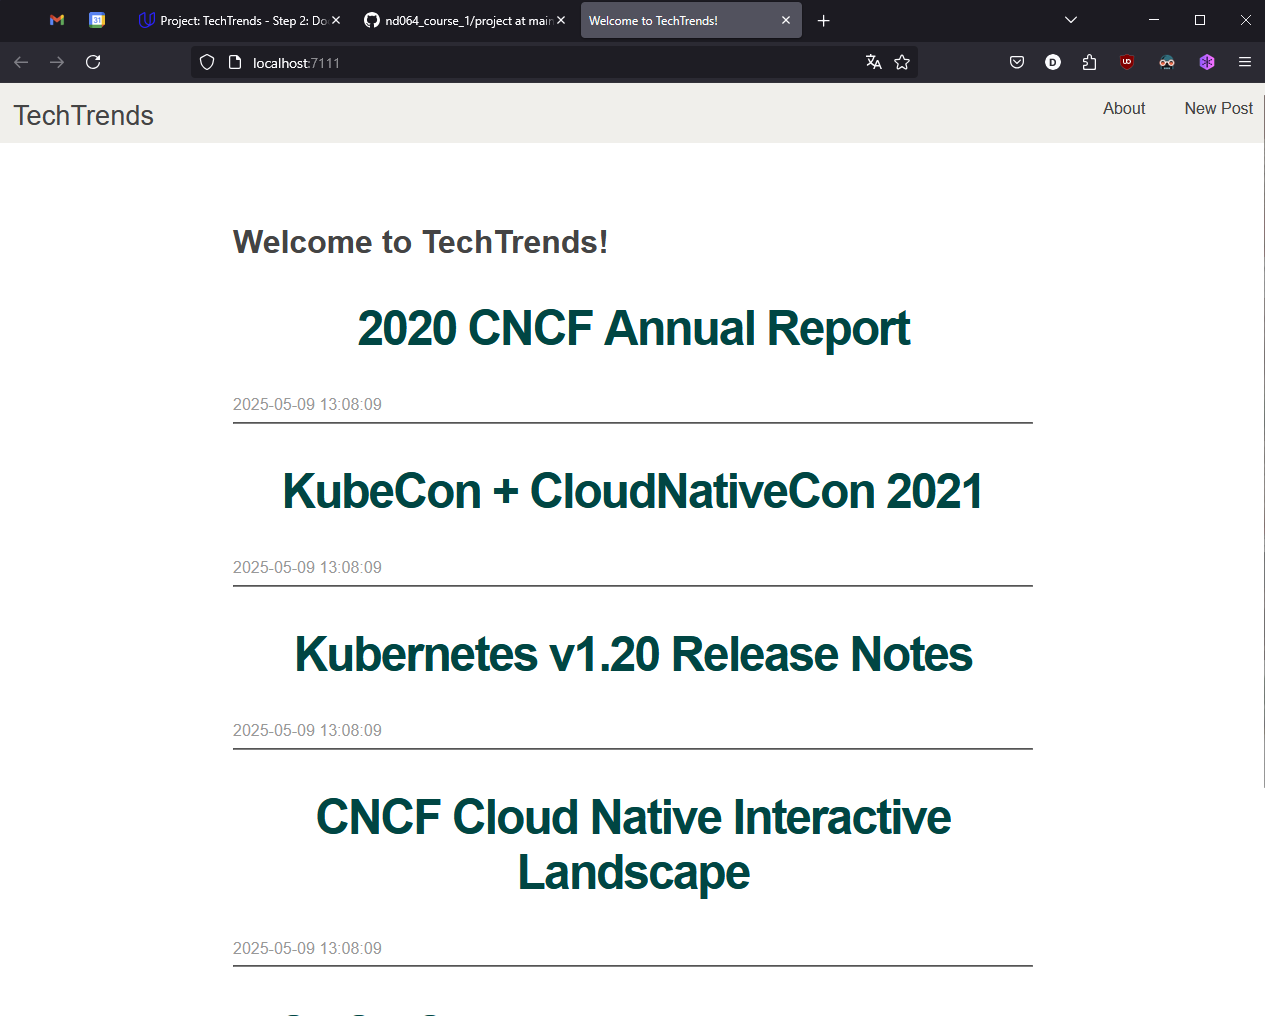 31
Project: TechTrends - Step 2: Do
nd064_course_1/project at main
Welcome to TechTrends!
localhost:7111
D
UD
TechTrends
About
New Post
Welcome to TechTrends!
2020 CNCF Annual Report
2025-05-09 13:08:09
KubeCon + CloudNativeCon 2021
2025-05-09 13:08:09
Kubernetes v1.20 Release Notes
2025-05-09 13:08:09
CNCF Cloud Native Interactive
Landscape
2025-05-09 13:08:09